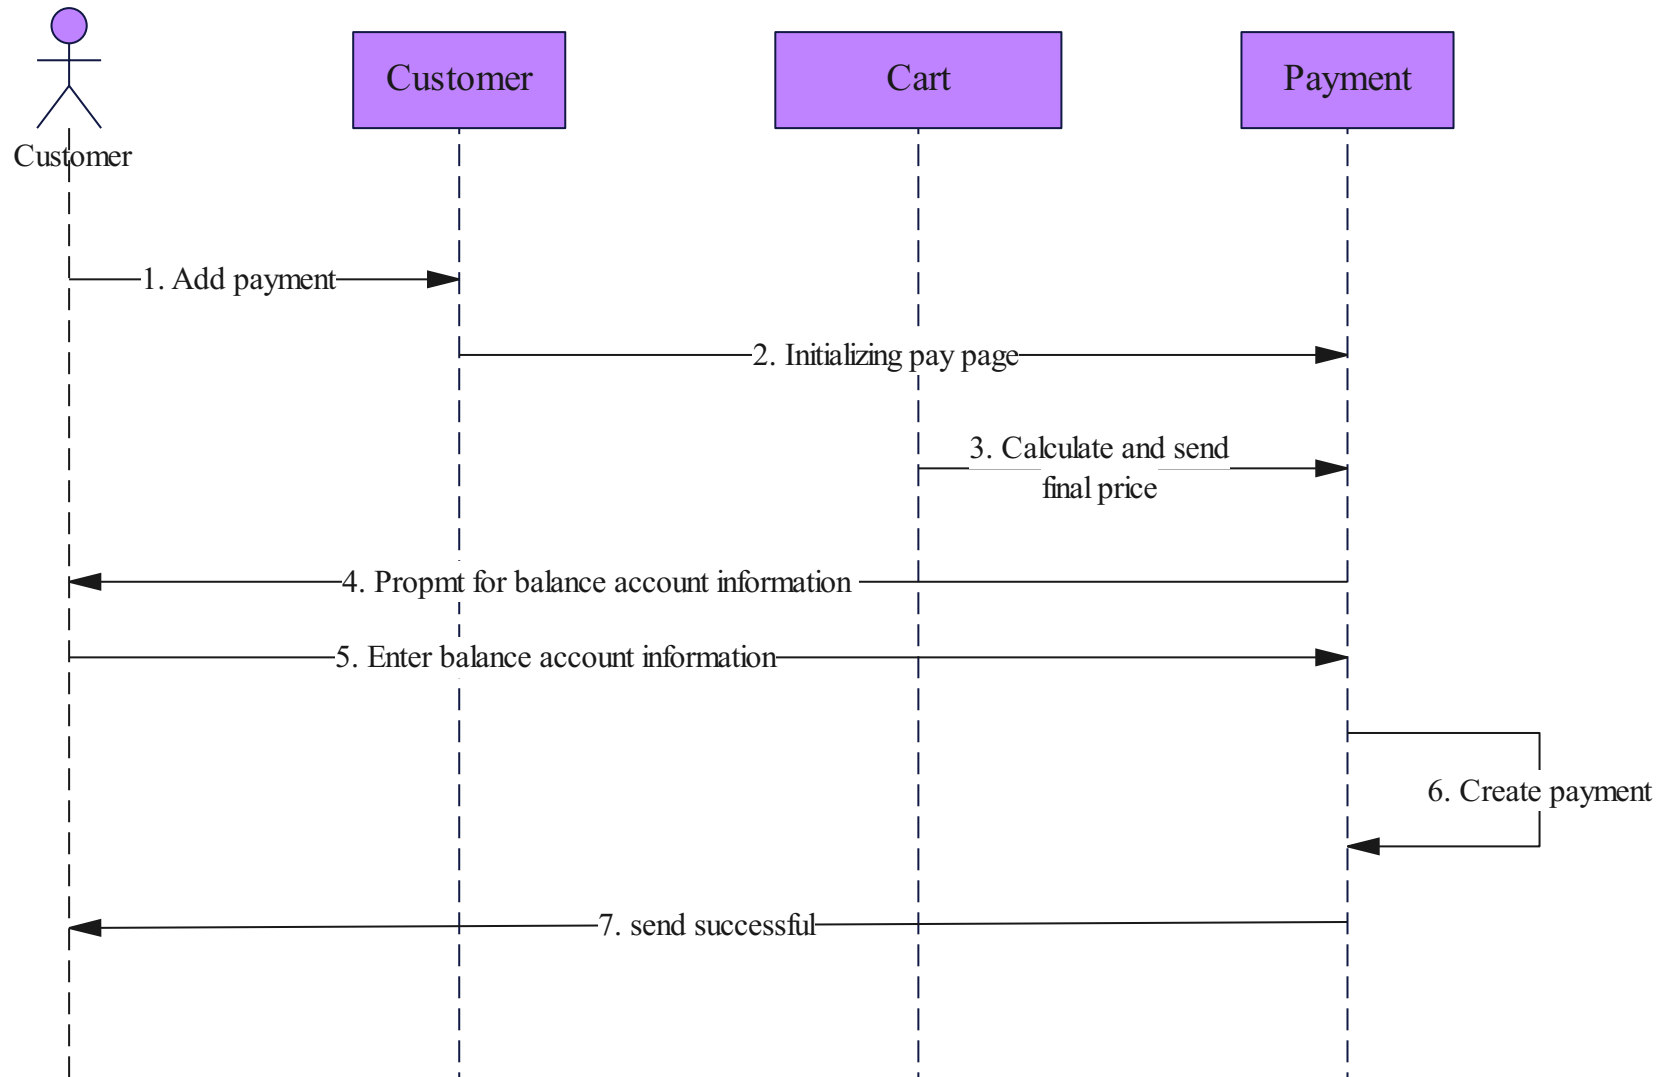 Customer
Customer
Cart
Payment
1. Add payment
2. Initializing pay page
3. Calculate and send
final price
4. Propmt for balance account information
5. Enter balance account information
6. Create payment
7. send successful